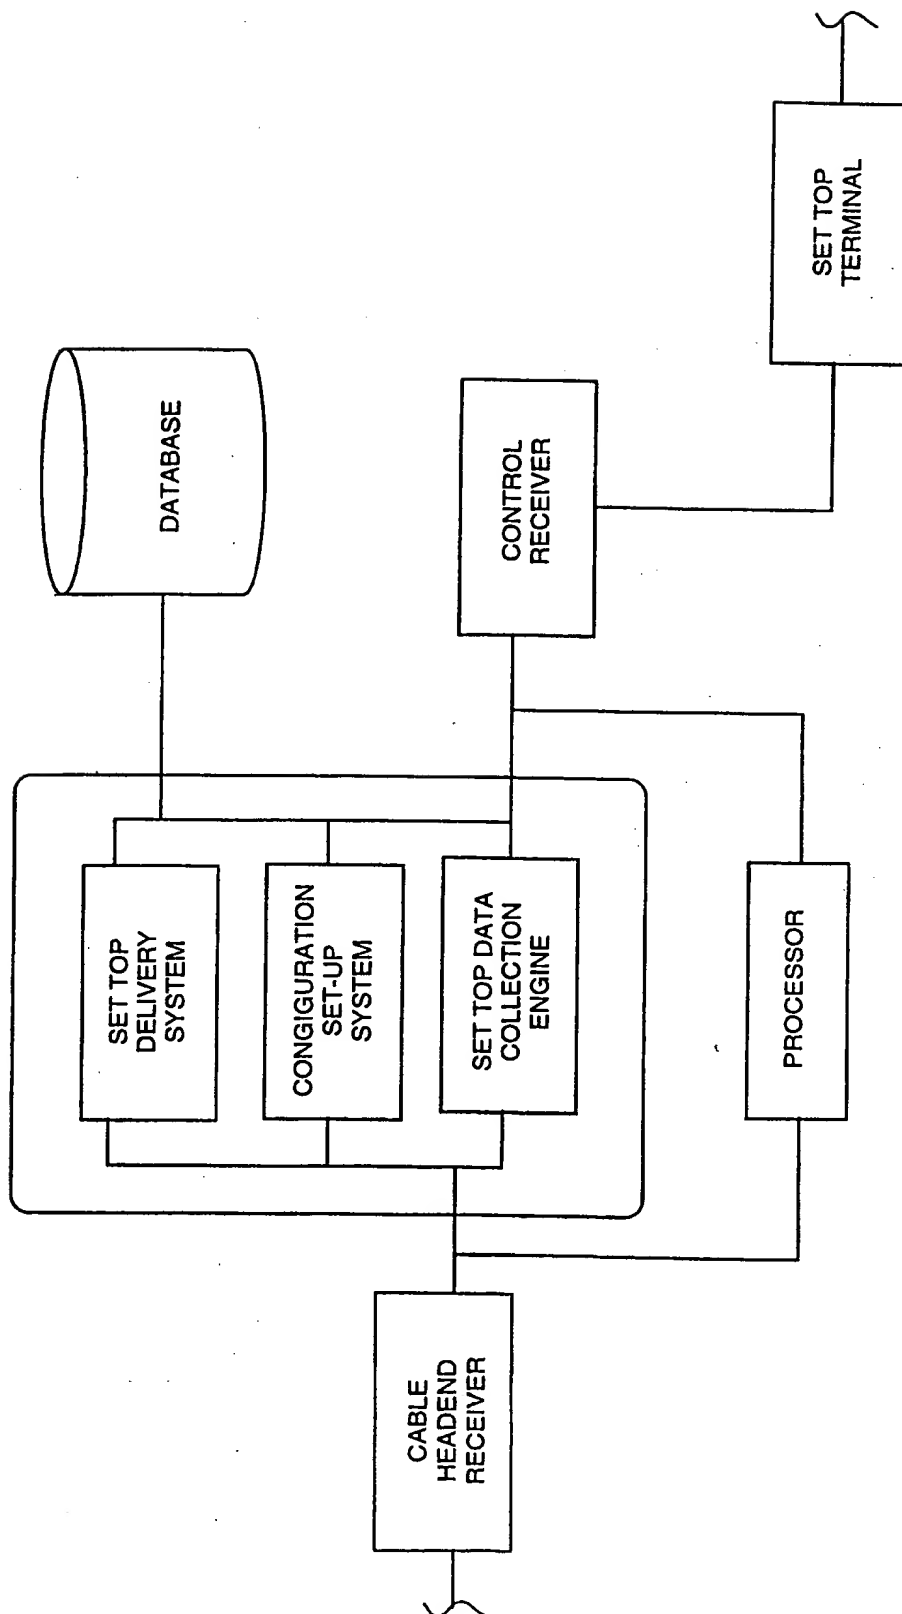 DATABASE
SET TOP
DELIVERY
SYSTEM
CONGIGURATION
SET-UP
SYSTEM
SET TOP DATA
COLLECTION
ENGINE
CABLE
HEADEND
RECEIVER
CONTROL
RECEIVER
PROCESSOR
SET TOP
TERMINAL